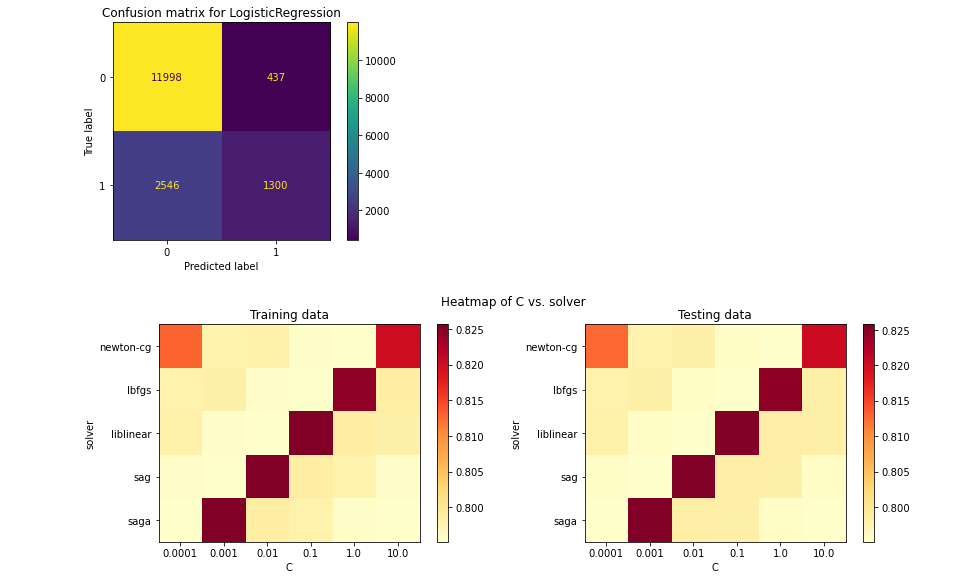 Confusion matrix for LogisticRegression
True label
0
1
11998
437
2546
1300
0
1
Predicted label
10000
8000
6000
4000
2000
Heatmap of C vs. solver
Training data
solver
newton-cg
lbfgs
liblinear
sag
saga
0.0001 0.001 0.01 0.1 1.0 10.0
C
0.825
0.820
0.815
0.810
0.805
0.800
Testing data
solver
newton-cg
lbfgs
liblinear
sag
saga
0.0001 0.001 0.01 0.1 1.0 10.0
C
0.825
0.820
0.815
0.810
0.805
0.800